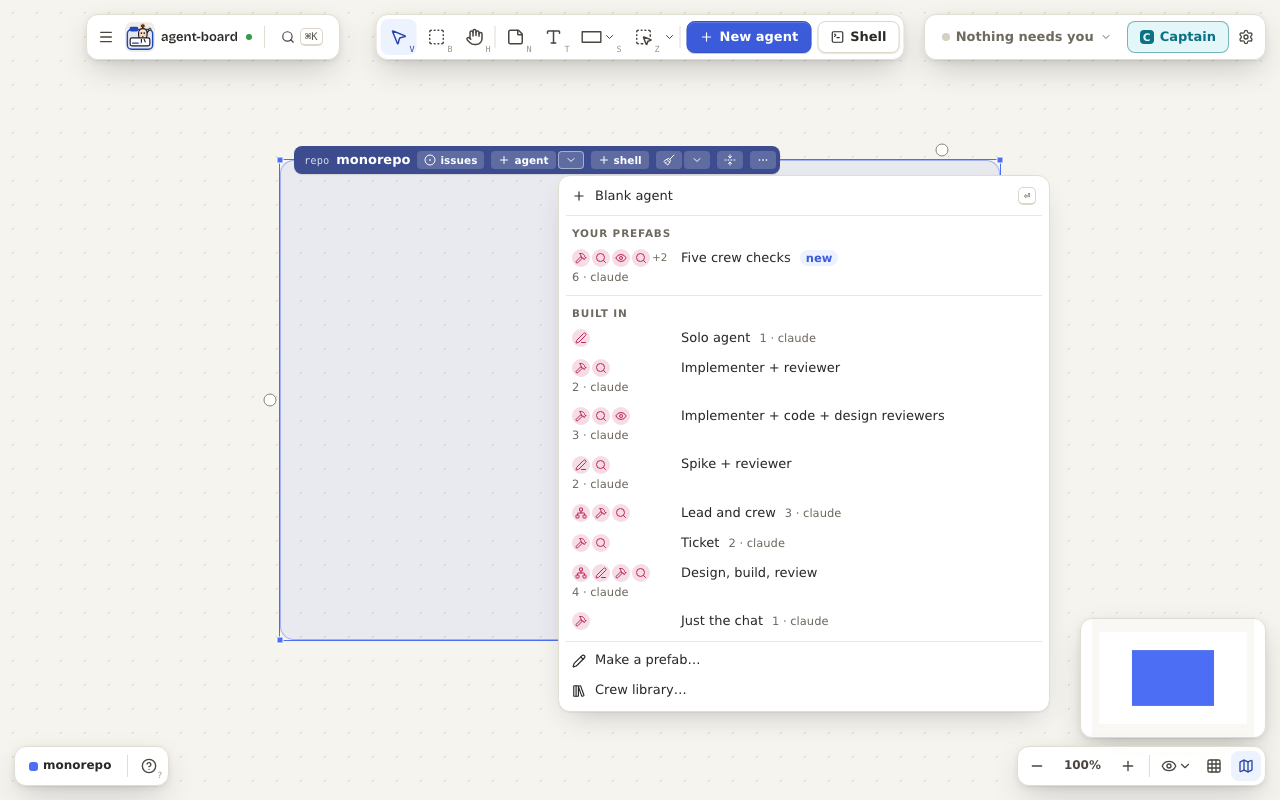 agent-board
⌘K
V
B
H
N
T
S
Z
+ New agent
Shell
Nothing needs you
C Captain
repo monorepo
issues
+ agent
+ shell
Blank agent
⏎
YOUR PREFABS
+2 Five crew checks new
6 · claude
BUILT IN
Solo agent 1 · claude
Implementer + reviewer
2 · claude
Implementer + code + design reviewers
3 · claude
Spike + reviewer
2 · claude
Lead and crew 3 · claude
Ticket 2 · claude
Design, build, review
4 · claude
Just the chat 1 · claude
Make a prefab…
Crew library…
monorepo
?
100%